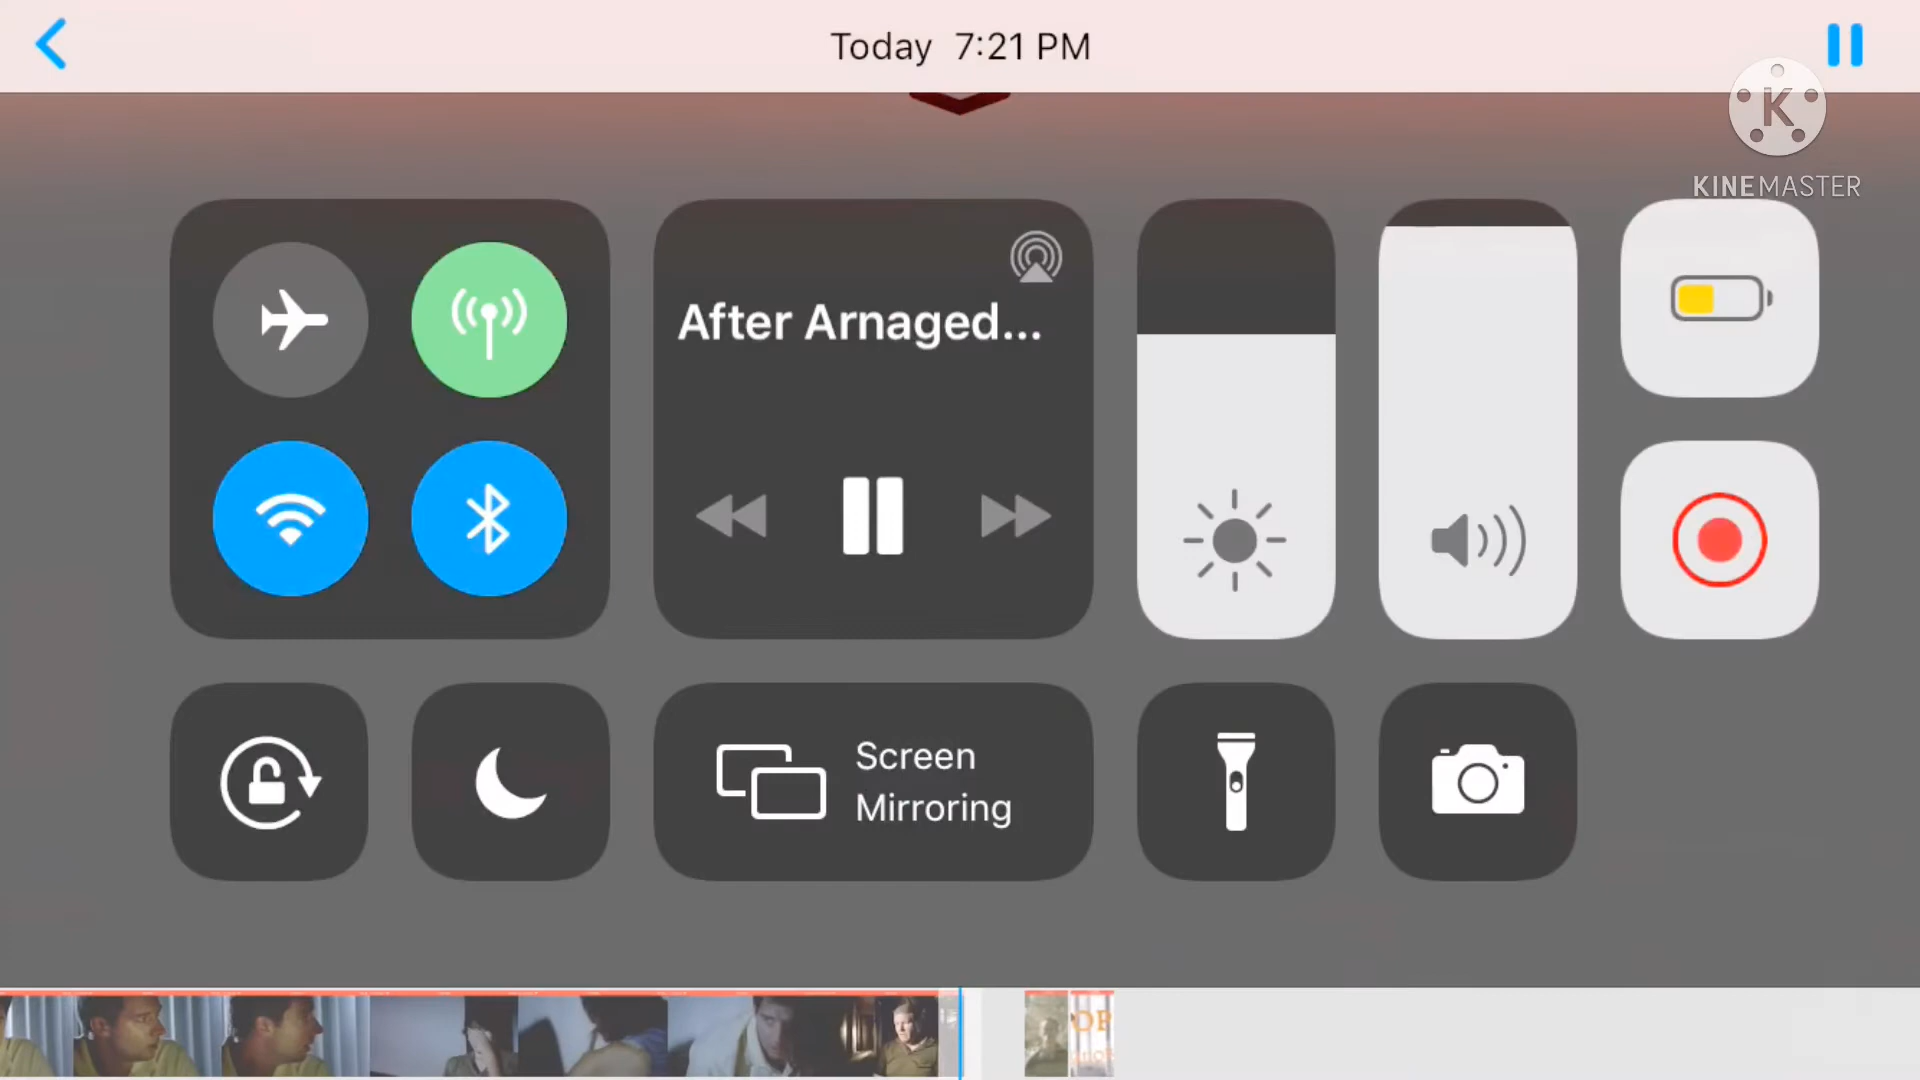 Today 7:21 PM
KINEMASTER
After Arnaged...
Screen
Mirroring